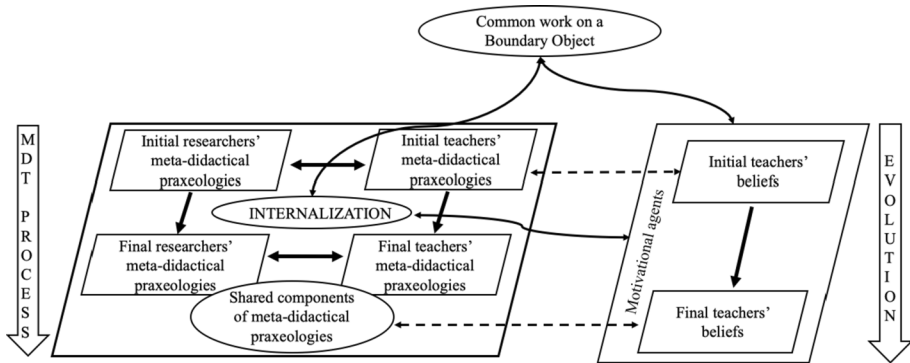 Common work on a
Boundary Object
MDT PROCESS
Initial researchers'
meta-didactical
praxeologies
Initial teachers'
meta-didactical
praxeologies
INTERNALIZATION
Final researchers'
meta-didactical
praxeologies
Final teachers'
meta-didactical
praxeologies
Shared components
of meta-didactical
praxeologies
Motivational agents
Initial teachers'
beliefs
Final teachers'
beliefs
EVOLUTION